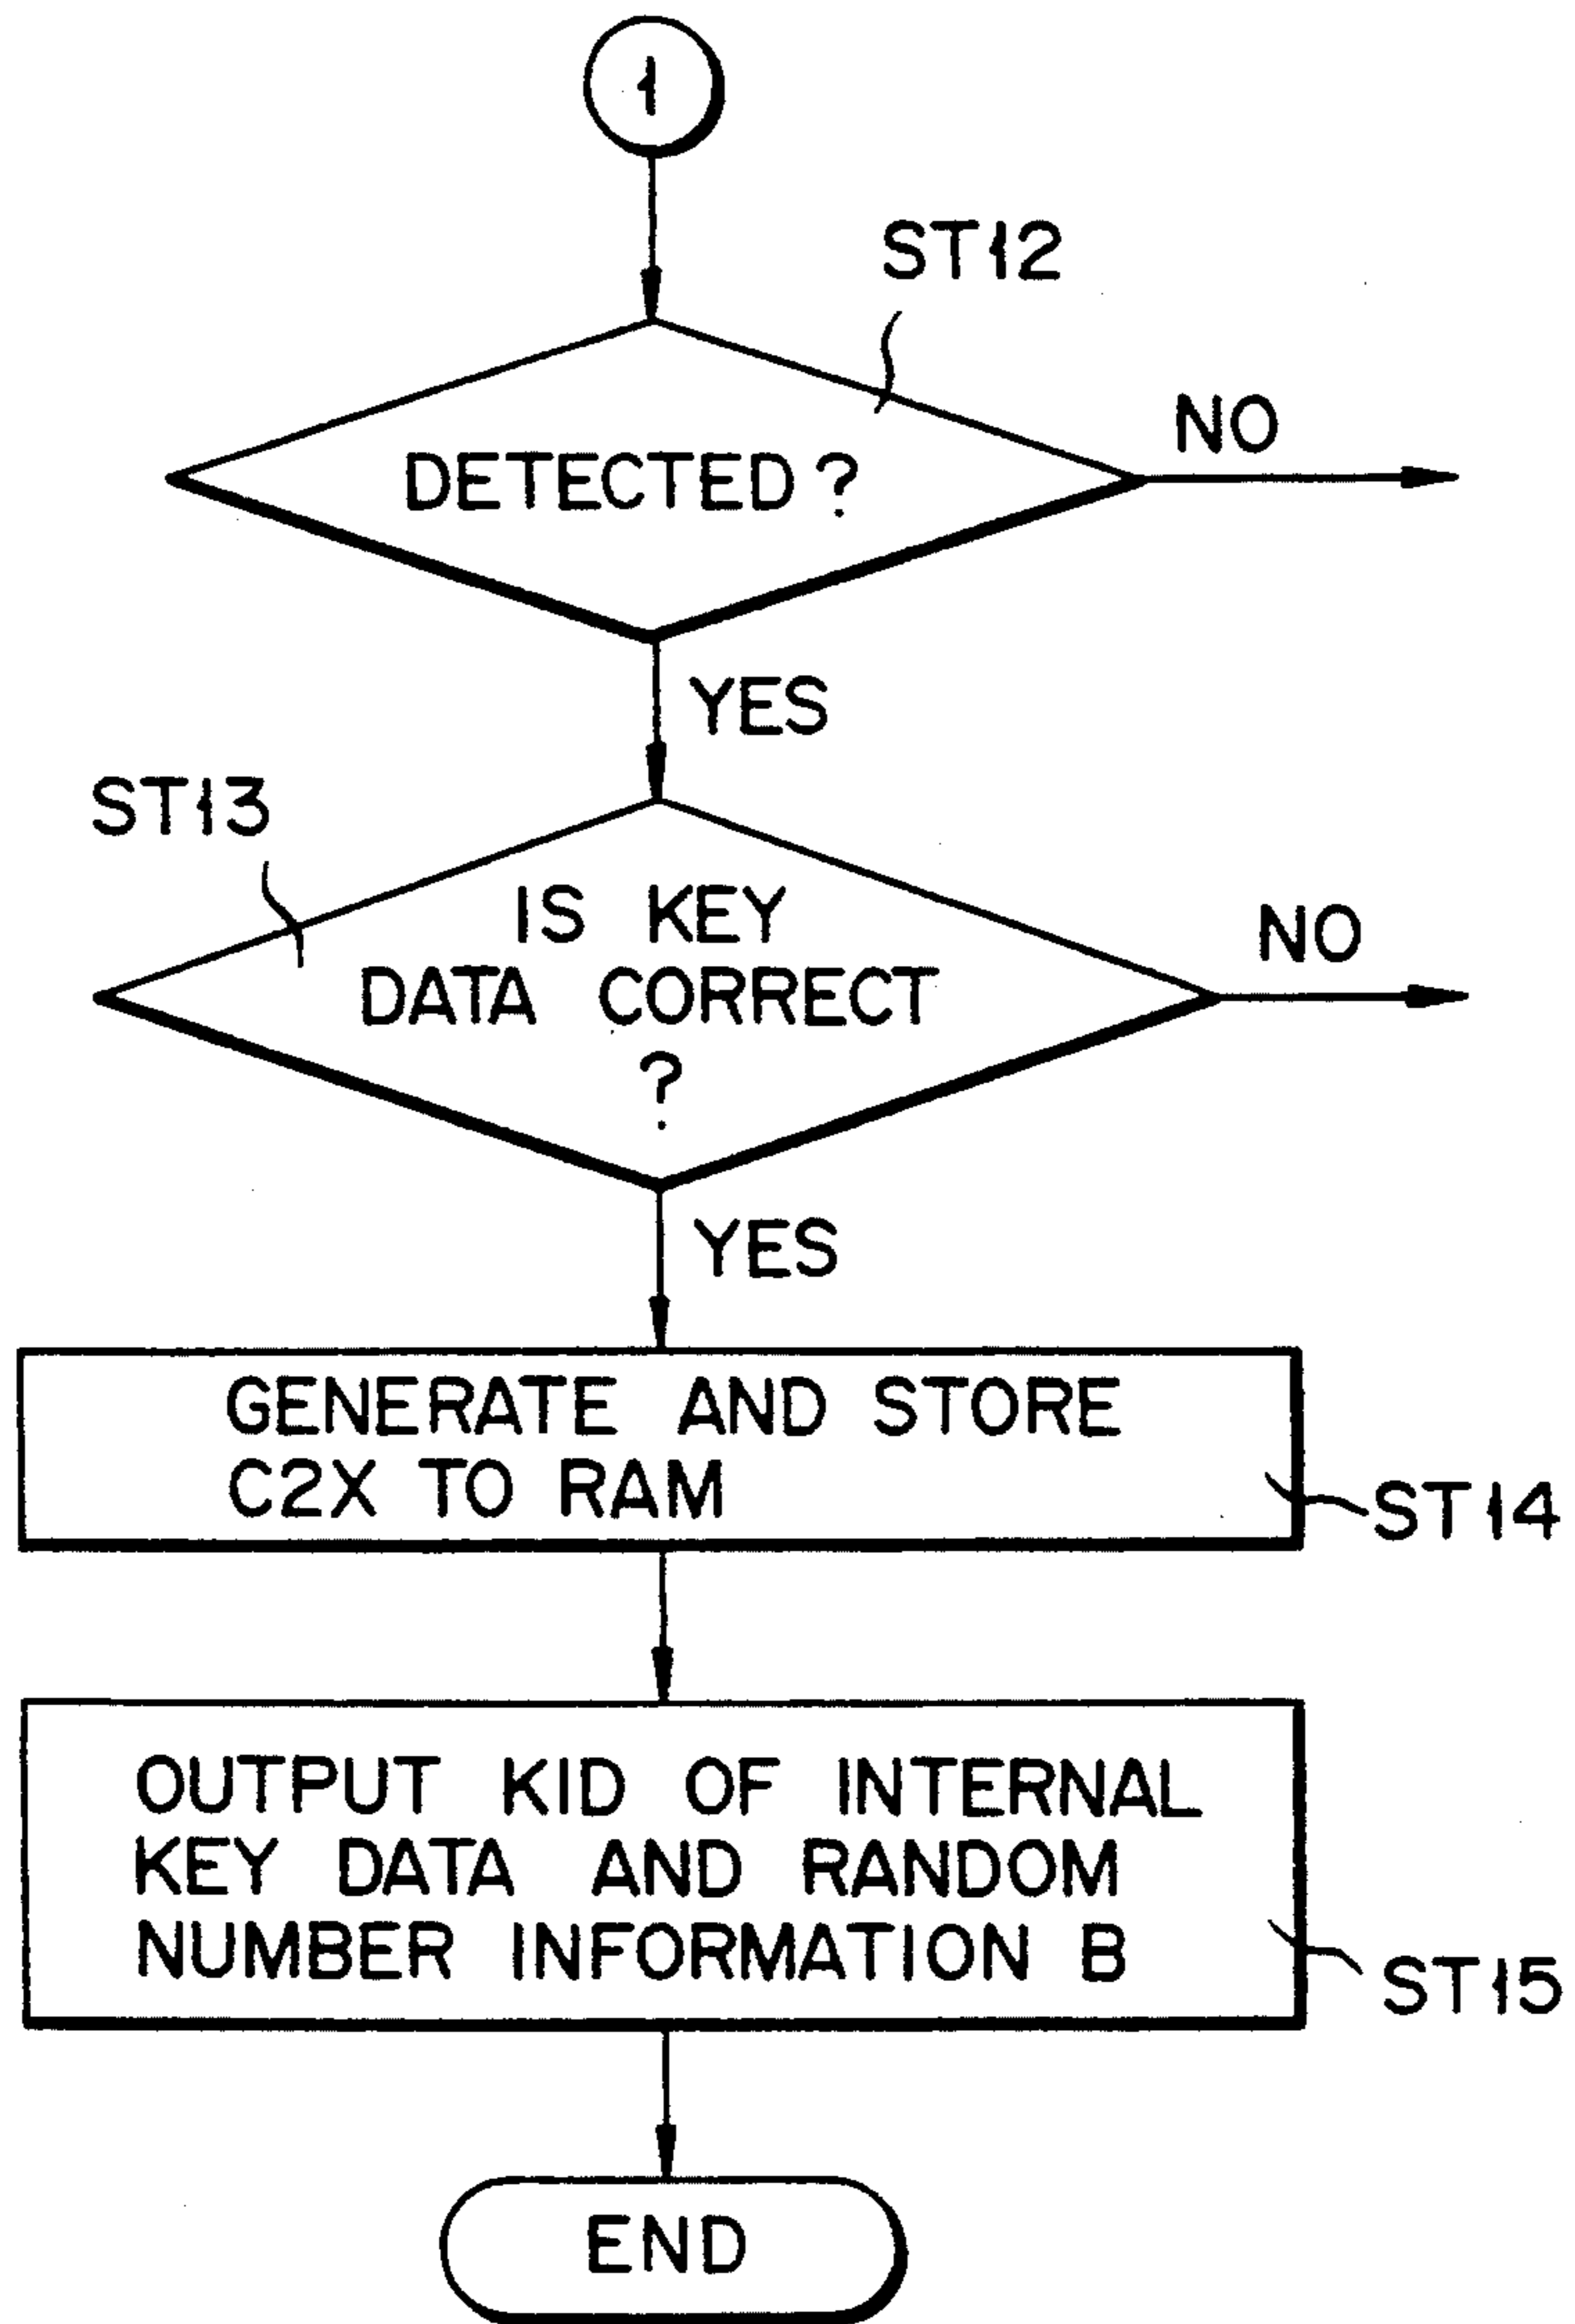 1
ST12
DETECTED?
NO
YES
ST13
IS KEY
DATA CORRECT
?
NO
YES
GENERATE AND STORE
C2X TO RAM
ST14
OUTPUT KID OF INTERNAL
KEY DATA AND RANDOM
NUMBER INFORMATION B
ST15
END